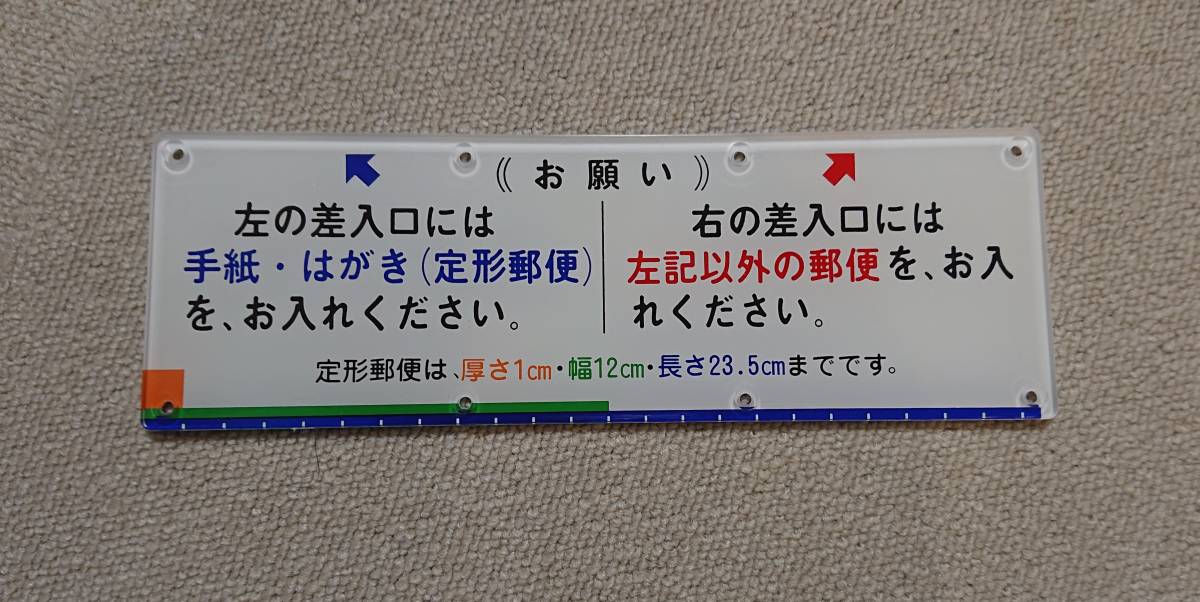 《お願い》
左の差入口には
手紙・はがき(定形郵便)
を、お入れください。
右の差入口には
左記以外の郵便を、お入
れください。
定形郵便は、厚さ1cm・幅12cm・長さ23.5cmまでです。